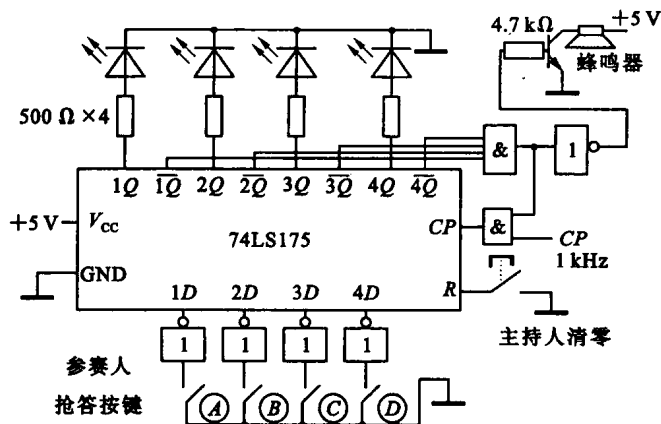 4.7 kΩ
+5 V
蜂鸣器
500 Ω ×4
& 1
1Q 1Q̅ 2Q 2Q̅ 3Q 3Q̅ 4Q 4Q̅
+5 V V_CC 74LS175 CP & CP
1 kHz
GND
1D 2D 3D 4D R
1 1 1 1
主持人清零
参赛人
抢答按键
A B C D